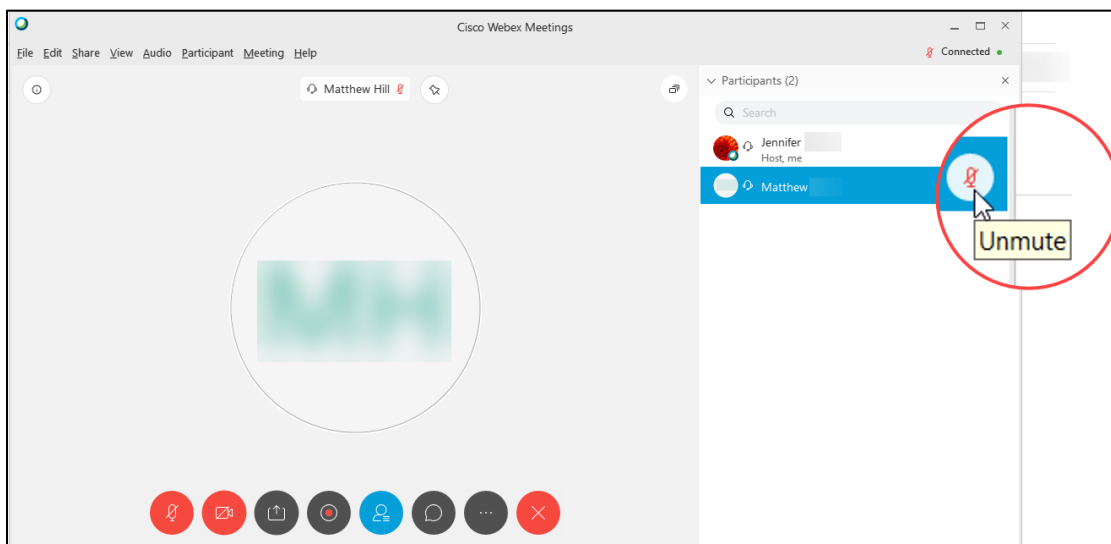 Cisco Webex Meetings
File Edit Share View Audio Participant Meeting Help
Connected
Matthew Hill
Participants (2)
Search
Jennifer
Host, me
Matthew
Unmute
MH